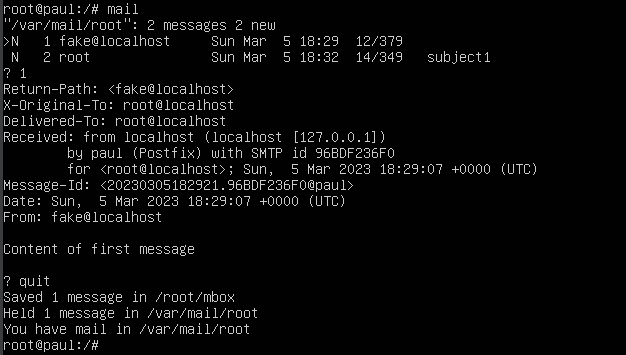 root@paul:/# mail
"/var/mail/root": 2 messages 2 new
>N   1 fake@localhost     Sun Mar  5 18:29  12/379
 N   2 root               Sun Mar  5 18:32  14/349   subject1
? 1
Return-Path: <fake@localhost>
X-Original-To: root@localhost
Delivered-To: root@localhost
Received: from localhost (localhost [127.0.0.1])
        by paul (Postfix) with SMTP id 96BDF236F0
        for <root@localhost>; Sun,  5 Mar 2023 18:29:07 +0000 (UTC)
Message-Id: <20230305182921.96BDF236F0@paul>
Date: Sun,  5 Mar 2023 18:29:07 +0000 (UTC)
From: fake@localhost

Content of first message

? quit
Saved 1 message in /root/mbox
Held 1 message in /var/mail/root
You have mail in /var/mail/root
root@paul:/#